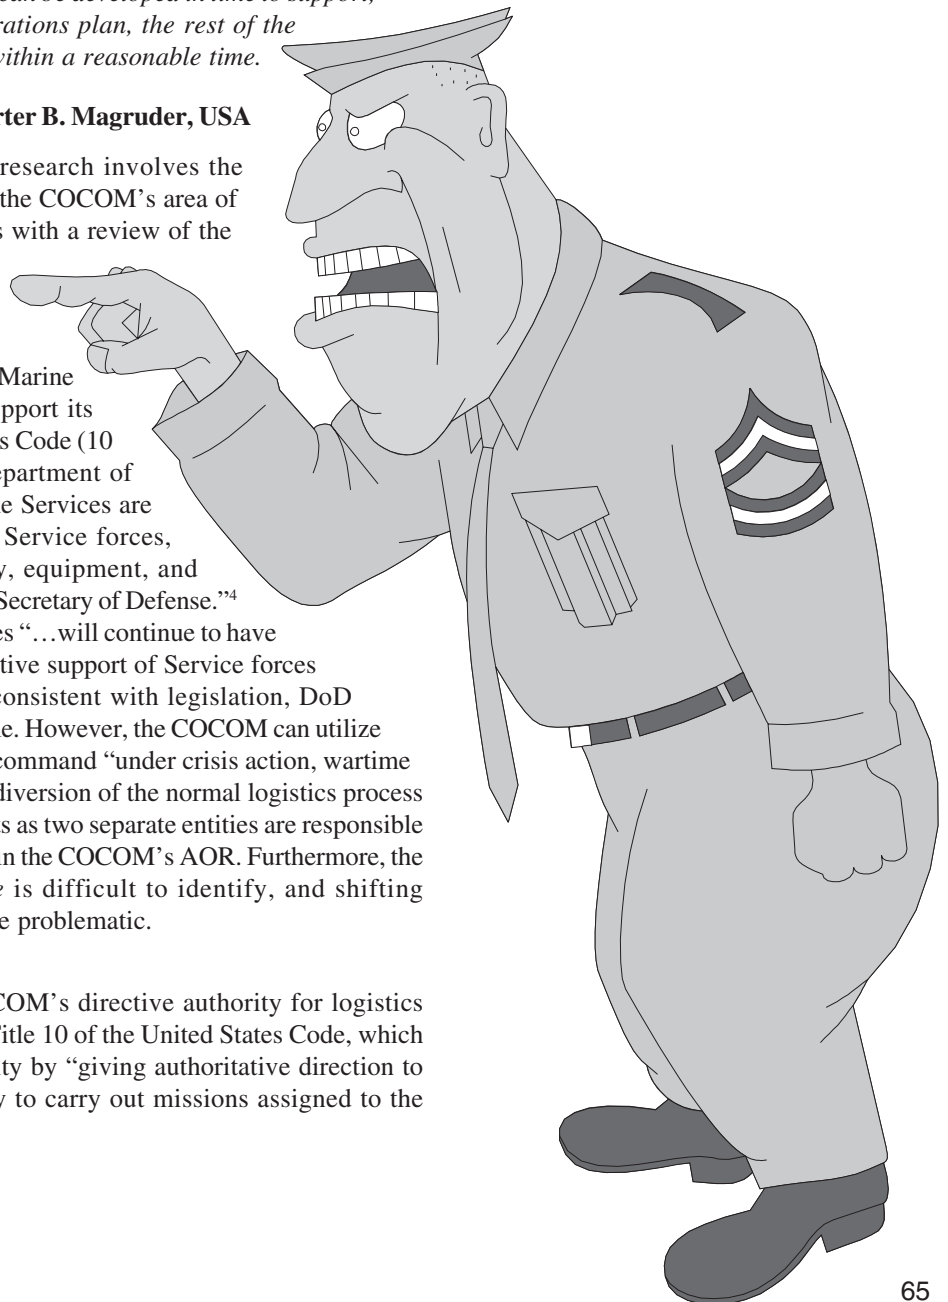 can be developed in time to support,
rations plan, the rest of the
within a reasonable time.
rter B. Magruder, USA
research involves the
the COCOM’s area of
s with a review of the
Marine
pport its
s Code (10
epartment of
e Services are
Service forces,
y, equipment, and
Secretary of Defense.”4
es “…will continue to have
tive support of Service forces
consistent with legislation, DoD
e. However, the COCOM can utilize
command “under crisis action, wartime
diversion of the normal logistics process
ts as two separate entities are responsible
in the COCOM’s AOR. Furthermore, the
e is difficult to identify, and shifting
e problematic.
COM’s directive authority for logistics
Title 10 of the United States Code, which
ity by “giving authoritative direction to
y to carry out missions assigned to the
65